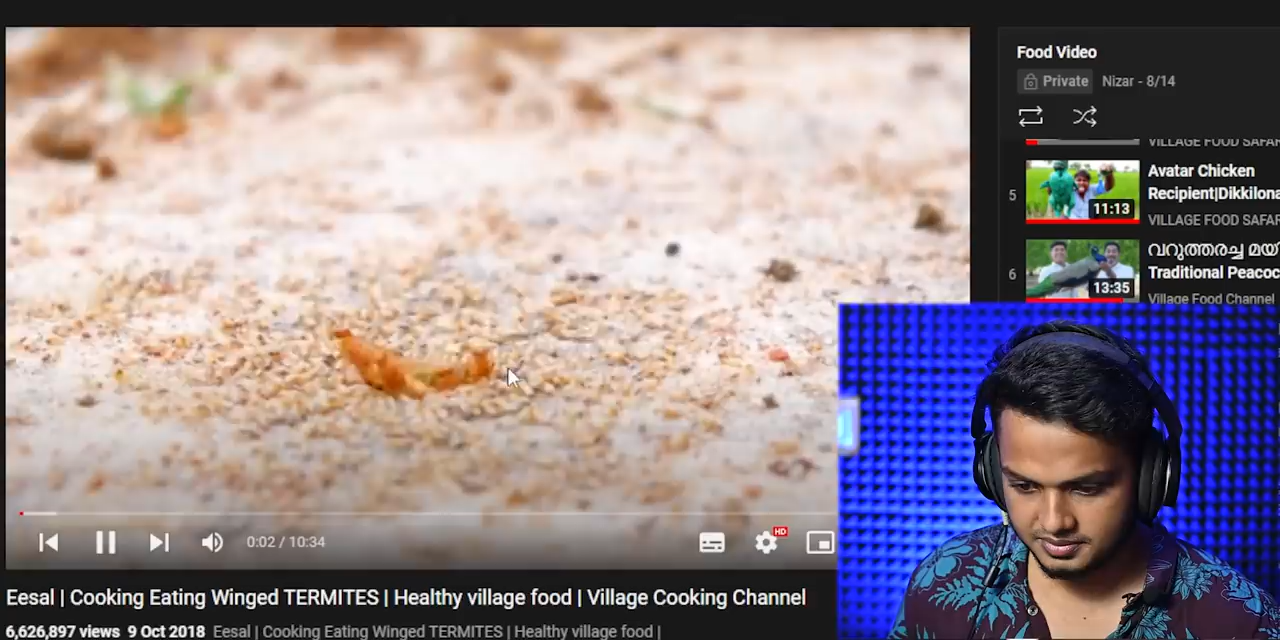 Food Video
Private Nizar - 8/14
VILLAGE FOOD SAFAR
5
Avatar Chicken
Recipient|Dikkilona
11:13
VILLAGE FOOD SAFAR
6
വറുത്തരച്ച മയി
Traditional Peacoc
13:35
Village Food Channel
HD
0:02 / 10:34
Eesal | Cooking Eating Winged TERMITES | Healthy village food | Village Cooking Channel
6,626,897 views 9 Oct 2018 Eesal | Cooking Eating Winged TERMITES | Healthy village food |